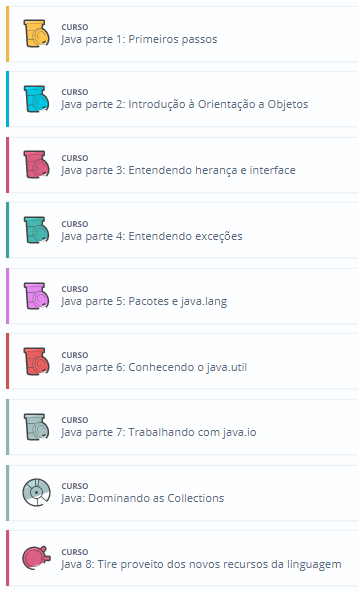 CURSO
Java parte 1: Primeiros passos
CURSO
Java parte 2: Introdução à Orientação a Objetos
CURSO
Java parte 3: Entendendo herança e interface
CURSO
Java parte 4: Entendendo exceções
CURSO
Java parte 5: Pacotes e java.lang
CURSO
Java parte 6: Conhecendo o java.util
CURSO
Java parte 7: Trabalhando com java.io
CURSO
Java: Dominando as Collections
CURSO
Java 8: Tire proveito dos novos recursos da linguagem